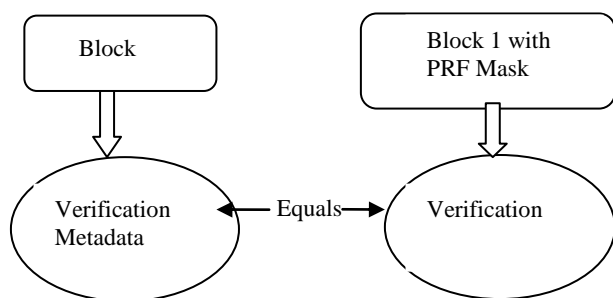 Block
Block 1 with
PRF Mask
Verification
Metadata
Equals
Verification